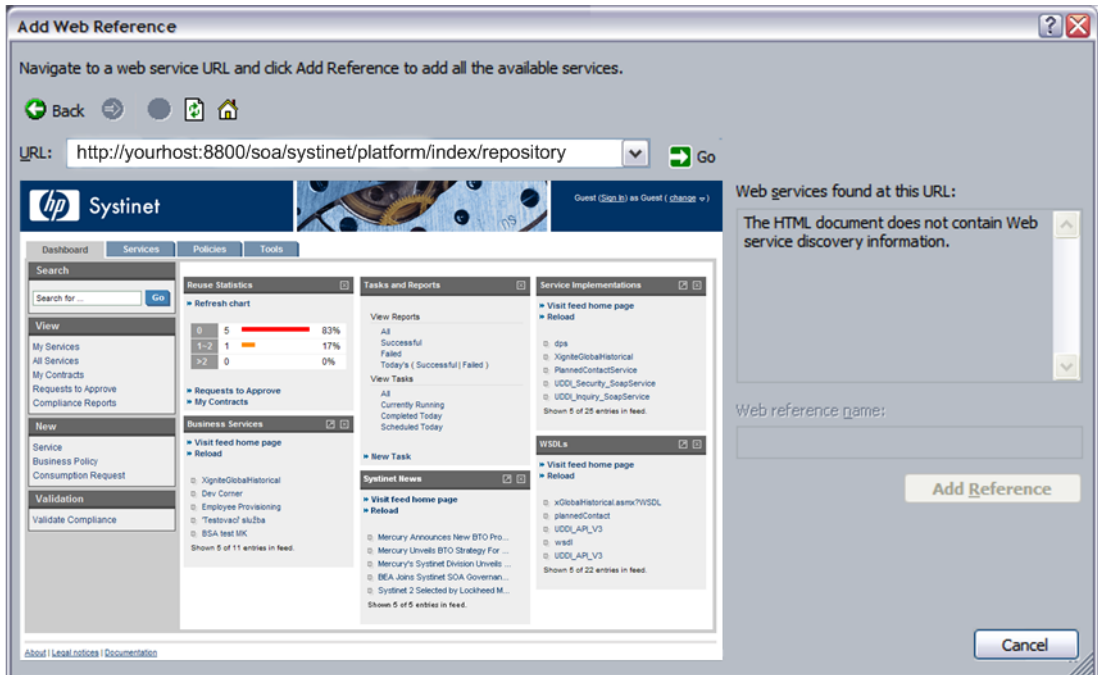 Add Web Reference
Navigate to a web service URL and click Add Reference to add all the available services.
Back
URL: http://yourhost:8800/soa/systinet/platform/index/repository Go
hp Systinet
Guest (Sign In) as Guest ( change )
Dashboard Services Policies Tools
Search
Search for ... Go
View
My Services
All Services
My Contracts
Requests to Approve
Compliance Reports
New
Service
Business Policy
Consumption Request
Validation
Validate Compliance
Reuse Statistics
» Refresh chart
0 5 83%
1-2 1 17%
>2 0 0%
» Requests to Approve
» My Contracts
Business Services
» Visit feed home page
» Reload
XigniteGlobalHistorical
Dev Corner
Employee Provisioning
'Testovací' služba
BSA test MK
Shown 5 of 11 entries in feed.
Tasks and Reports
View Reports
All
Successful
Failed
Today's ( Successful | Failed )
View Tasks
All
Currently Running
Completed Today
Scheduled Today
» New Task
Systinet News
» Visit feed home page
» Reload
Mercury Announces New BTO Pro...
Mercury Unveils BTO Strategy For ...
Mercury's Systinet Division Unveils ...
BEA Joins Systinet SOA Governan...
Systinet 2 Selected by Lockheed M...
Shown 5 of 5 entries in feed.
Service Implementations
» Visit feed home page
» Reload
dps
XigniteGlobalHistorical
PlannedContactService
UDDI_Security_SoapService
UDDI_Inquiry_SoapService
Shown 5 of 25 entries in feed.
WSDLs
» Visit feed home page
» Reload
xGlobalHistorical.asmx?WSDL
plannedContact
UDDI_API_V3
wsdl
UDDI_API_V3
Shown 5 of 22 entries in feed.
About | Legal notices | Documentation
Web services found at this URL:
The HTML document does not contain Web
service discovery information.
Web reference name:
Add Reference
Cancel